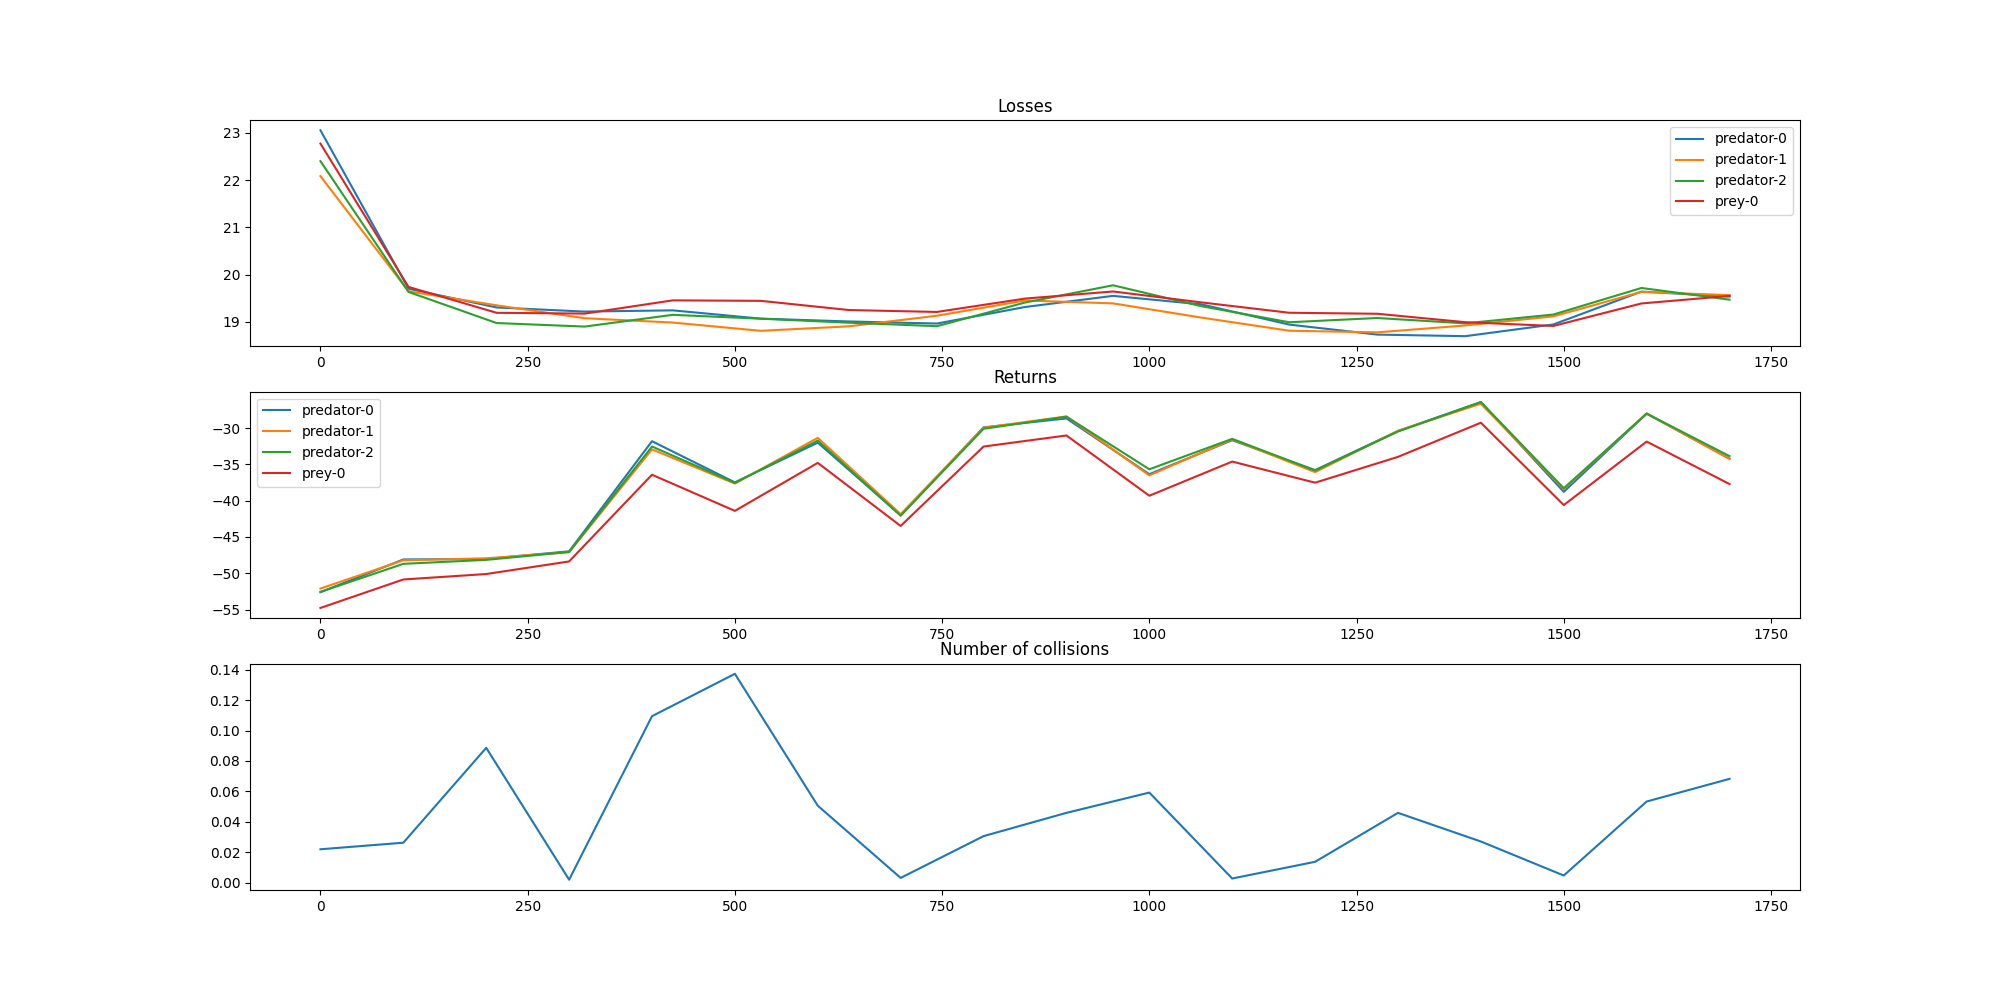 Losses
23
22
21
20
19
predator-0
predator-1
predator-2
prey-0
0 250 500 750 1000 1250 1500 1750
Returns
−30
−35
−40
−45
−50
−55
predator-0
predator-1
predator-2
prey-0
0 250 500 750 1000 1250 1500 1750
Number of collisions
0.14
0.12
0.10
0.08
0.06
0.04
0.02
0.00
0 250 500 750 1000 1250 1500 1750